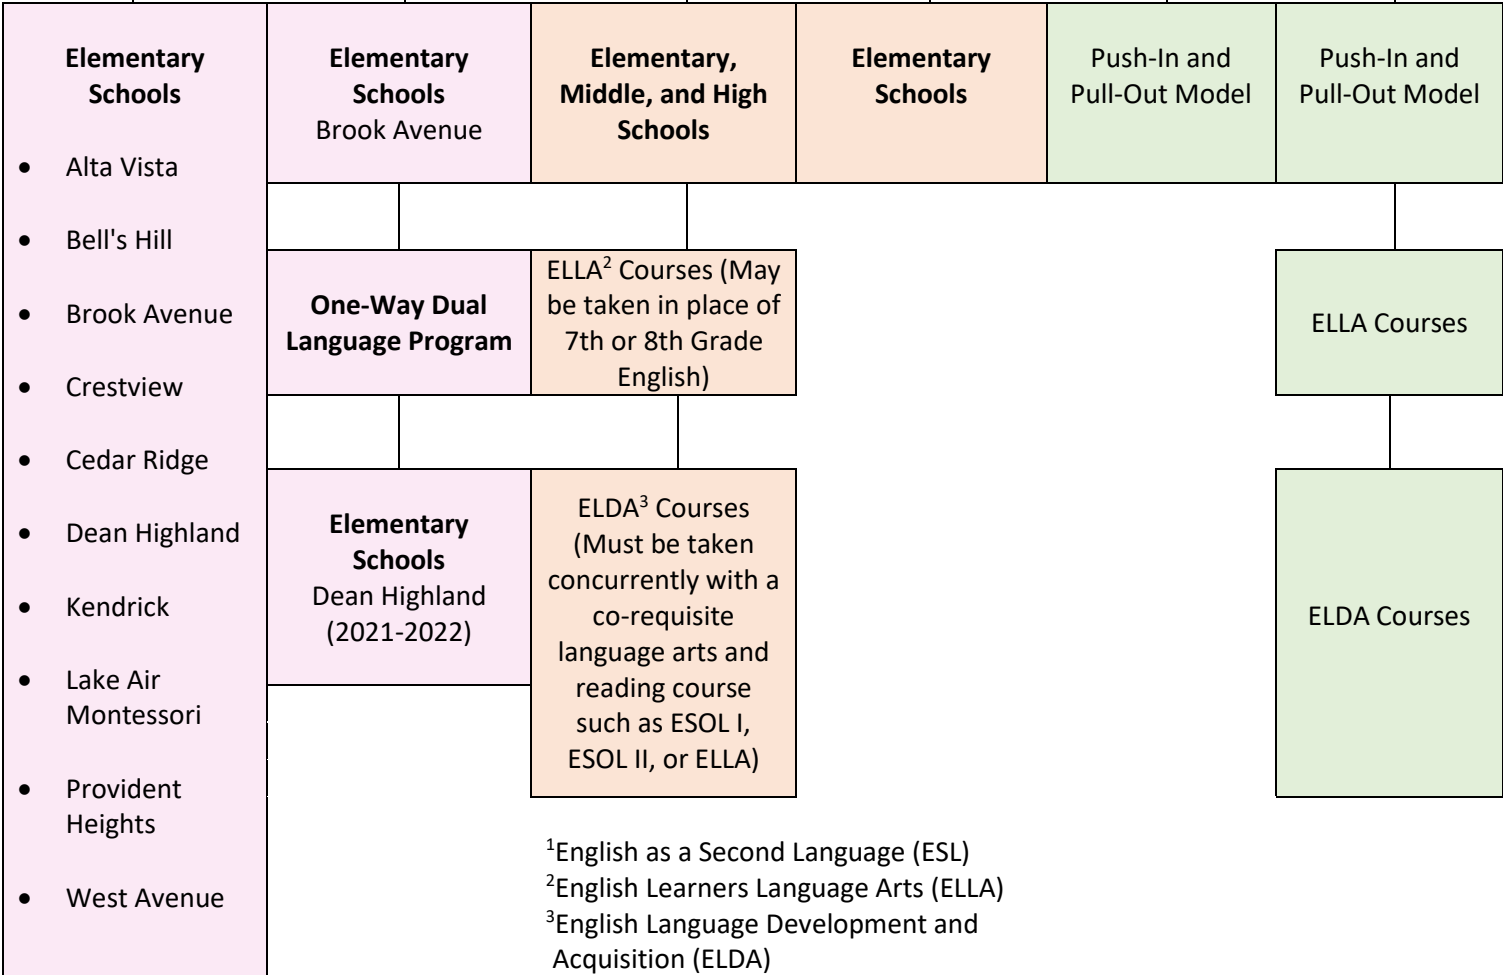 Elementary
Schools
• Alta Vista
• Bell's Hill
• Brook Avenue
• Crestview
• Cedar Ridge
• Dean Highland
• Kendrick
• Lake Air
Montessori
• Provident
Heights
• West Avenue
Elementary
Schools
Brook Avenue
One-Way Dual
Language Program
Elementary
Schools
Dean Highland
(2021-2022)
Elementary,
Middle, and High
Schools
ELLA² Courses (May
be taken in place of
7th or 8th Grade
English)
ELDA³ Courses
(Must be taken
concurrently with a
co-requisite
language arts and
reading course
such as ESOL I,
ESOL II, or ELLA)
Elementary
Schools
Push-In and
Pull-Out Model
Push-In and
Pull-Out Model
ELLA Courses
ELDA Courses
¹English as a Second Language (ESL)
²English Learners Language Arts (ELLA)
³English Language Development and
Acquisition (ELDA)